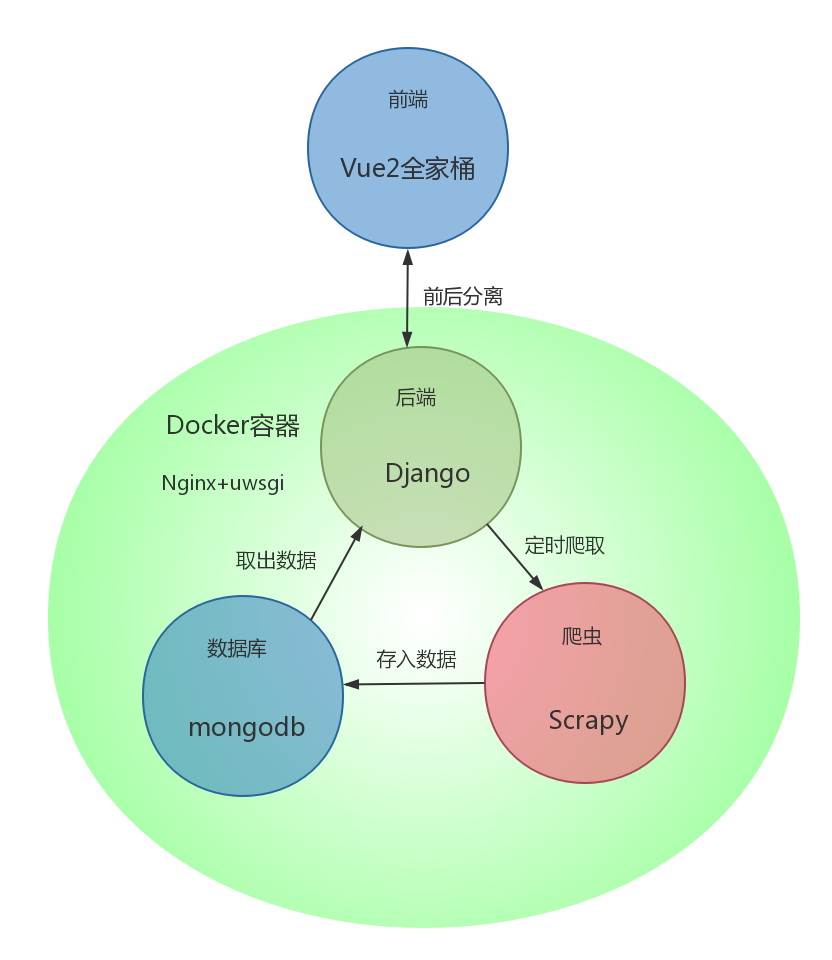 前端
Vue2全家桶
前后分离
后端
Docker容器
Django
Nginx+uwsgi
定时爬取
取出数据
爬虫
数据库
存入数据
Scrapy
mongodb